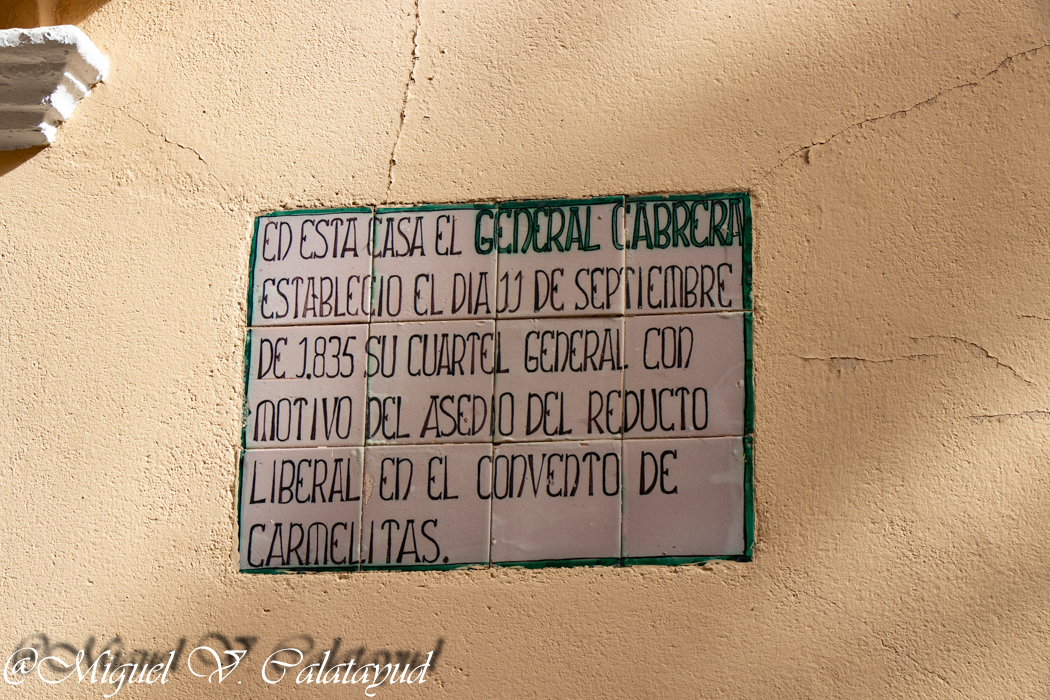 EN ESTA CASA EL GENERAL CABRERA
ESTABLECIO EL DIA 11 DE SEPTIEMBRE
DE 1.835 SU CUARTEL GENERAL CON
MOTIVO DEL ASEDIO DEL REDUCTO
LIBERAL EN EL CONVENTO DE
CARMELITAS.
@Miguel V. Calatayud